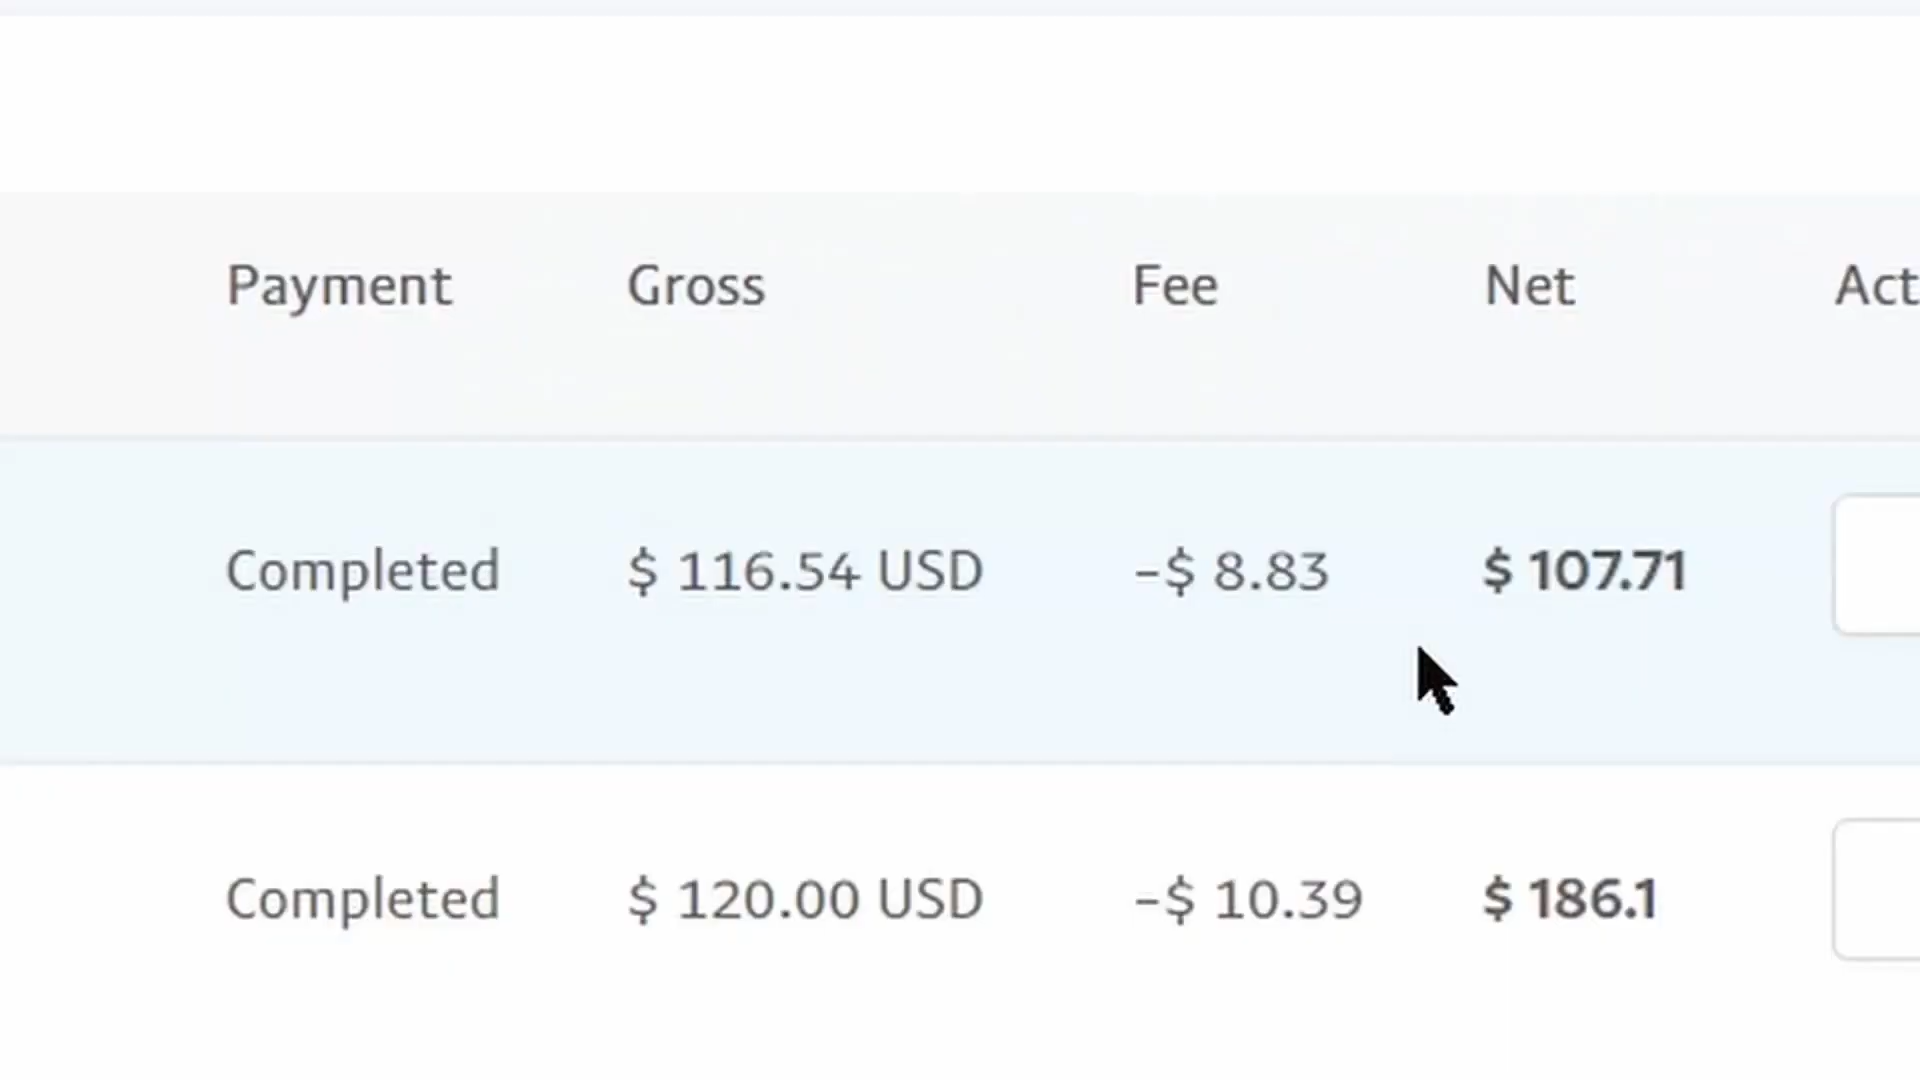 Payment Gross Fee Net Act
Completed $ 116.54 USD -$ 8.83 $ 107.71
Completed $ 120.00 USD -$ 10.39 $ 186.1